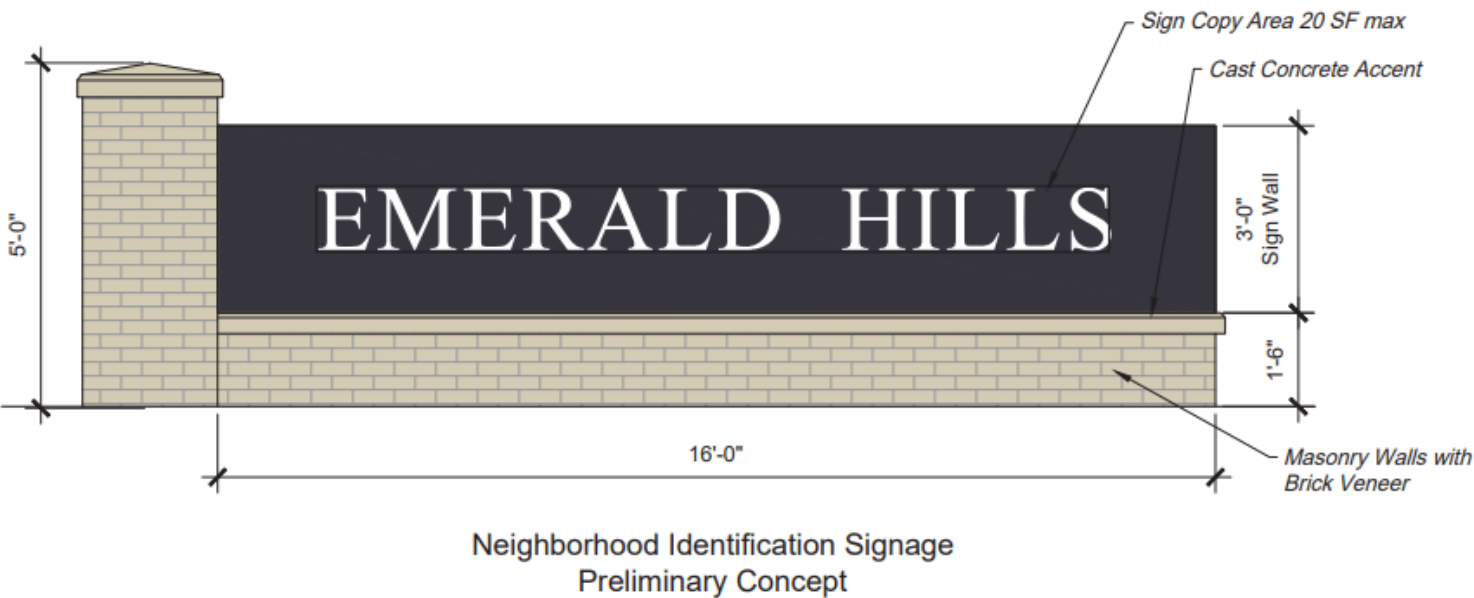 Sign Copy Area 20 SF max
Cast Concrete Accent
5'-0"
EMERALD HILLS
3'-0"
Sign Wall
1'-6"
16'-0"
Masonry Walls with
Brick Veneer
Neighborhood Identification Signage
Preliminary Concept